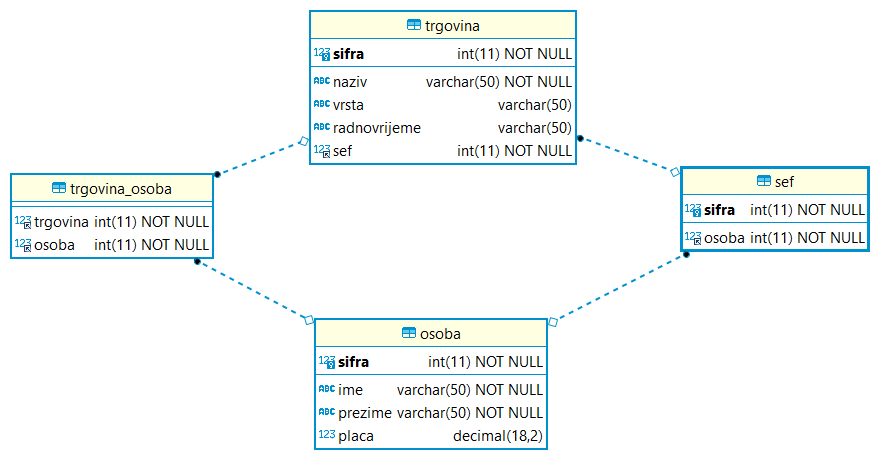 trgovina
123 sifra int(11) NOT NULL
ABC naziv varchar(50) NOT NULL
ABC vrsta varchar(50)
ABC radnovrijeme varchar(50)
123 sef int(11) NOT NULL
trgovina_osoba
123 trgovina int(11) NOT NULL
123 osoba int(11) NOT NULL
sef
123 sifra int(11) NOT NULL
123 osoba int(11) NOT NULL
osoba
123 sifra int(11) NOT NULL
ABC ime varchar(50) NOT NULL
ABC prezime varchar(50) NOT NULL
123 placa decimal(18,2)